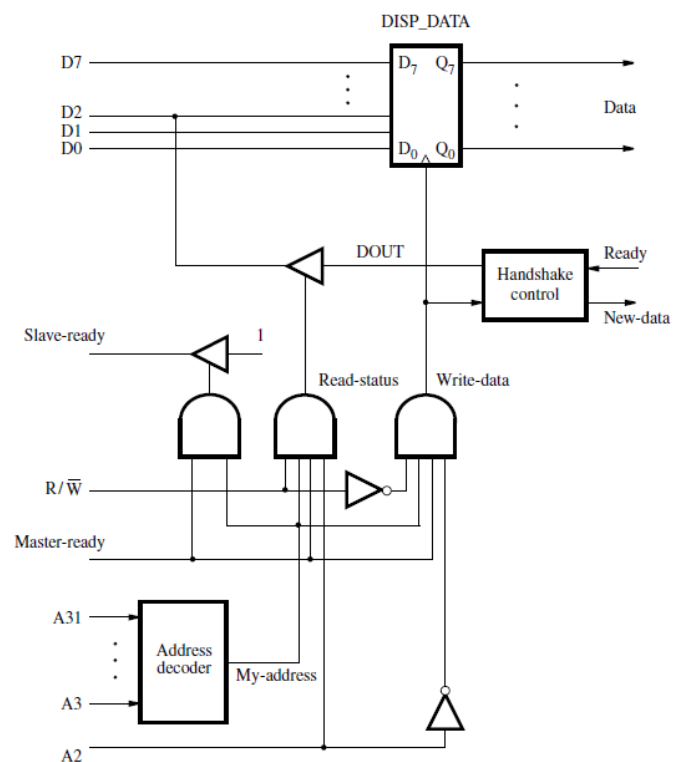 DISP_DATA
D7
D7 Q7
D2
D1
D0
D0 Q0
Data
DOUT
Handshake
control
Ready
New-data
Slave-ready
1
Read-status
Write-data
R/W̅
Master-ready
A31
Address
decoder
My-address
A3
A2